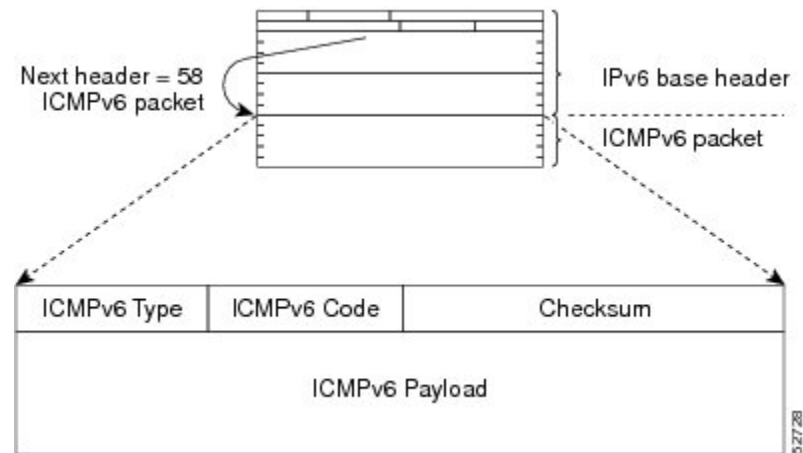 Next header = 58
ICMPv6 packet
IPv6 base header
ICMPv6 packet
ICMPv6 Type
ICMPv6 Code
Checksum
ICMPv6 Payload
52728